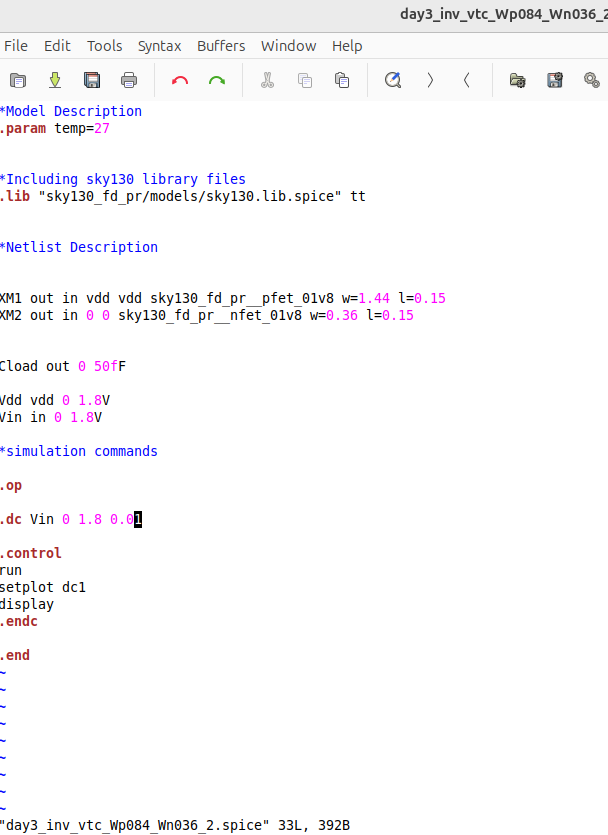 day3_inv_vtc_Wp084_Wn036_2
File Edit Tools Syntax Buffers Window Help
*Model Description
.param temp=27
*Including sky130 library files
.lib "sky130_fd_pr/models/sky130.lib.spice" tt
*Netlist Description
XM1 out in vdd vdd sky130_fd_pr__pfet_01v8 w=1.44 l=0.15
XM2 out in 0 0 sky130_fd_pr__nfet_01v8 w=0.36 l=0.15
Cload out 0 50fF
Vdd vdd 0 1.8V
Vin in 0 1.8V
*simulation commands
.op
.dc Vin 0 1.8 0.01
.control
run
setplot dc1
display
.endc
.end
~
~
~
~
~
~
~
~
~
"day3_inv_vtc_Wp084_Wn036_2.spice" 33L, 392B